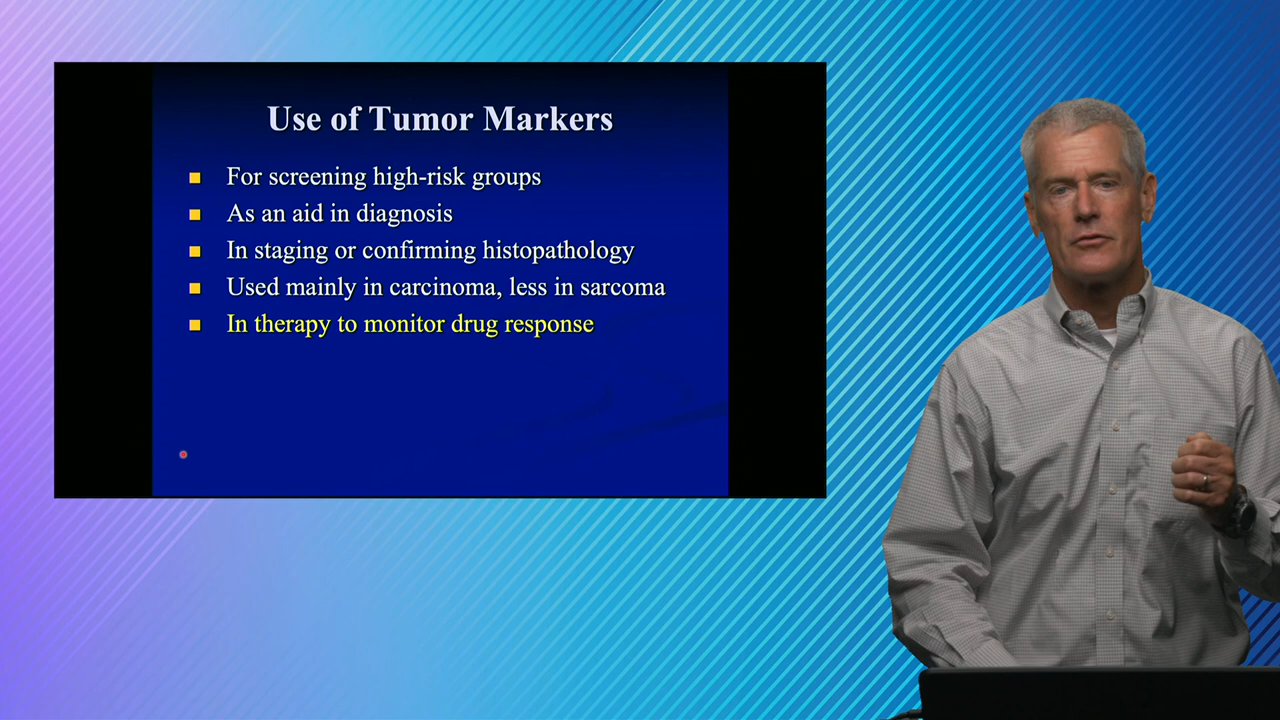 Use of Tumor Markers
For screening high-risk groups
As an aid in diagnosis
In staging or confirming histopathology
Used mainly in carcinoma, less in sarcoma
In therapy to monitor drug response